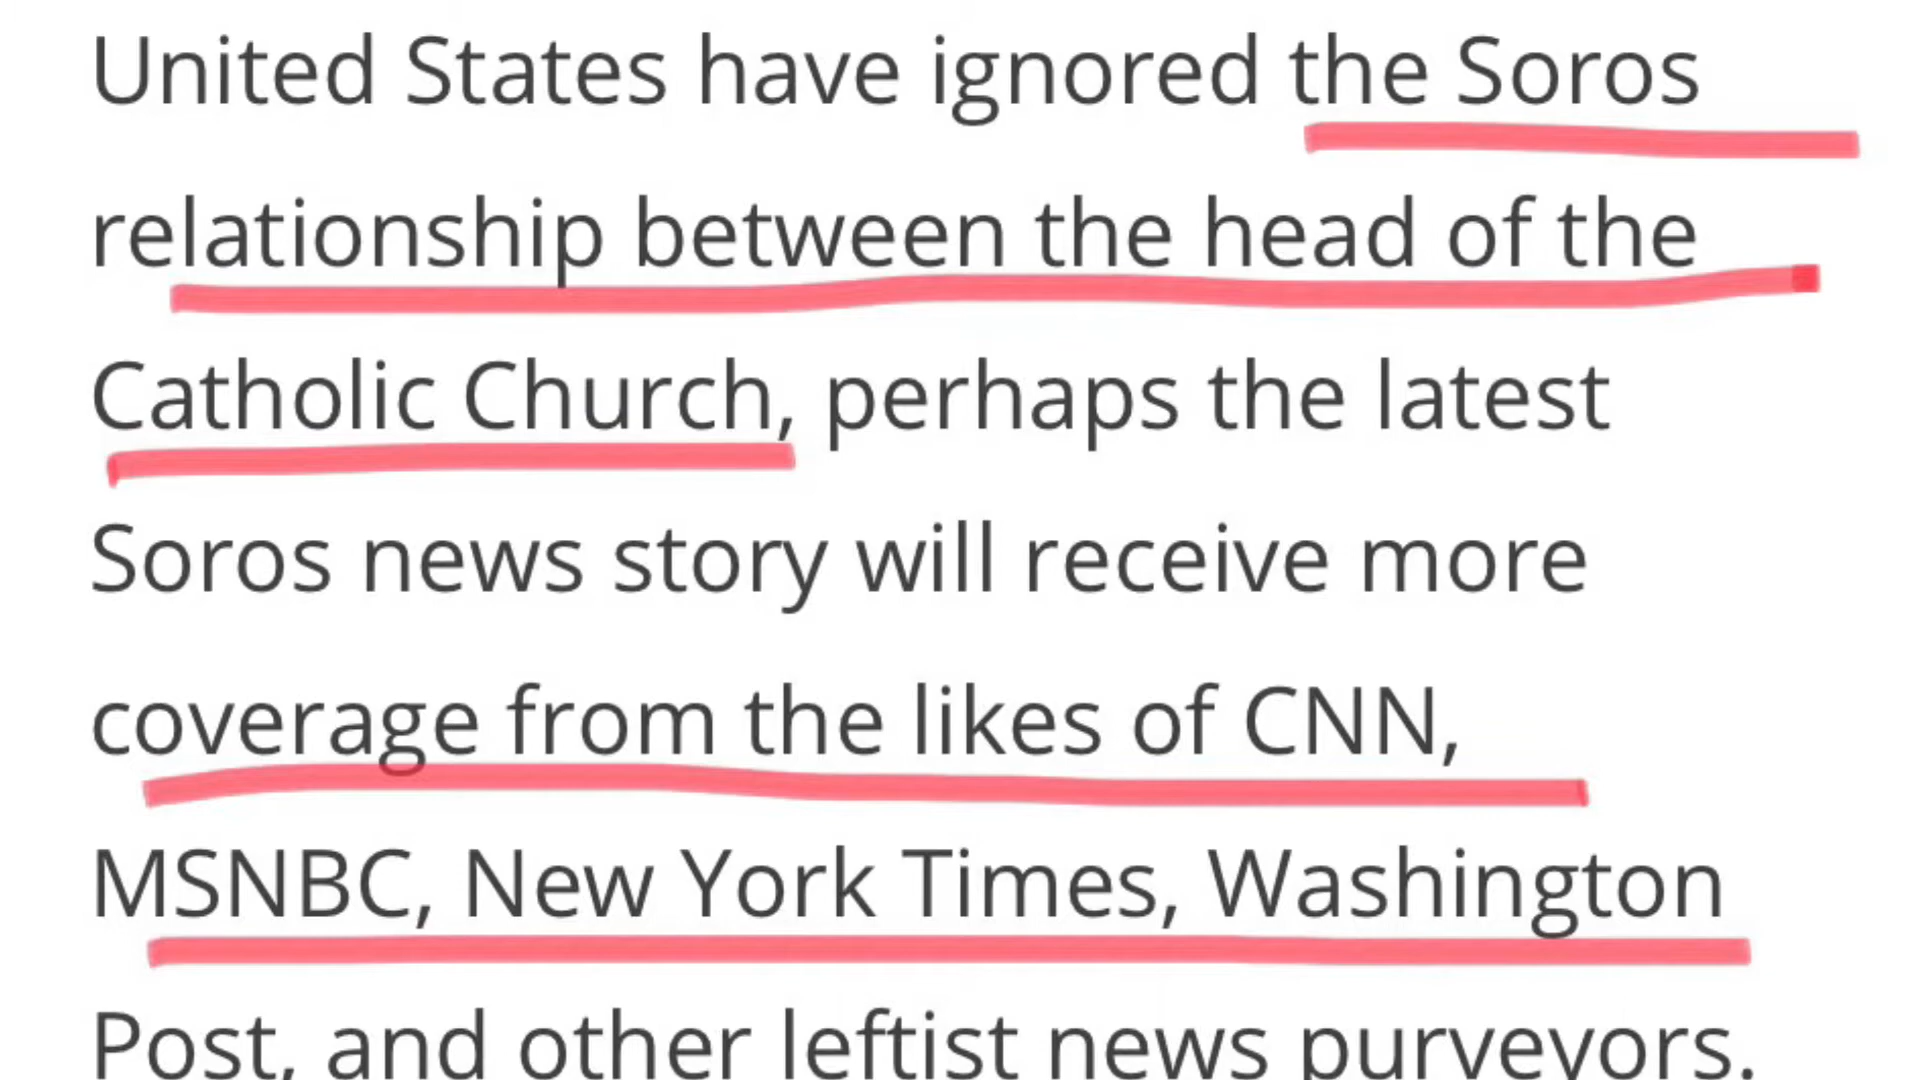 United States have ignored the Soros
relationship between the head of the
Catholic Church, perhaps the latest
Soros news story will receive more
coverage from the likes of CNN,
MSNBC, New York Times, Washington
Post, and other leftist news purveyors.